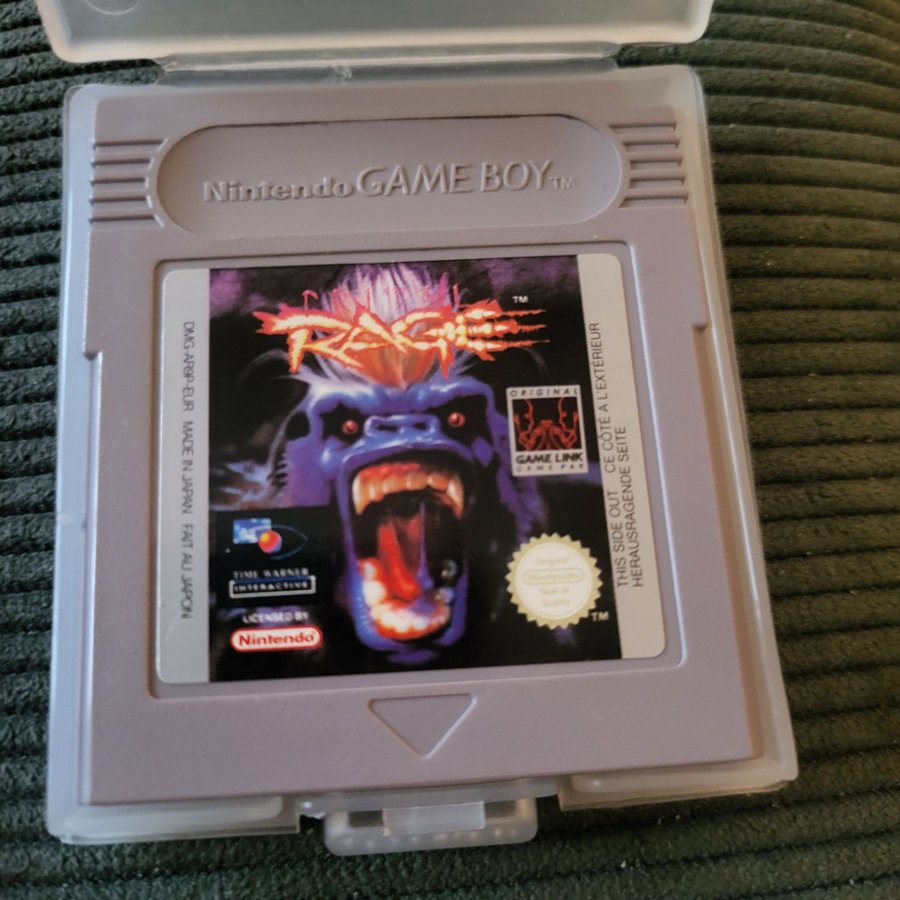 Nintendo GAME BOY TM
RAGE TM
DMG-AR9P-EUR MADE IN JAPAN FAIT AU JAPON
ORIGINAL
GAME LINK
GAME PAK
TIME WARNER
INTERACTIVE
LICENSED BY
Nintendo
Original
Nintendo
Seal of
Quality
TM
THIS SIDE OUT CE CÔTÉ A L'EXTÉRIEUR
HERAUSRAGENDE SEITE